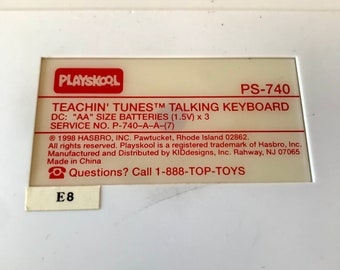 PLAYSKOOL
PS-740
TEACHIN' TUNES™ TALKING KEYBOARD
DC: "AA" SIZE BATTERIES (1.5V) x 3
SERVICE NO. P-740-A-A-(7)
® 1998 HASBRO, INC. Pawtucket, Rhode Island 02862.
All rights reserved. Playskool is a registered trademark of Hasbro, Inc.
Manufactured and Distributed by KIDdesigns, Inc. Rahway, NJ 07065
Made in China
☎ Questions? Call 1-888-TOP-TOYS
E8